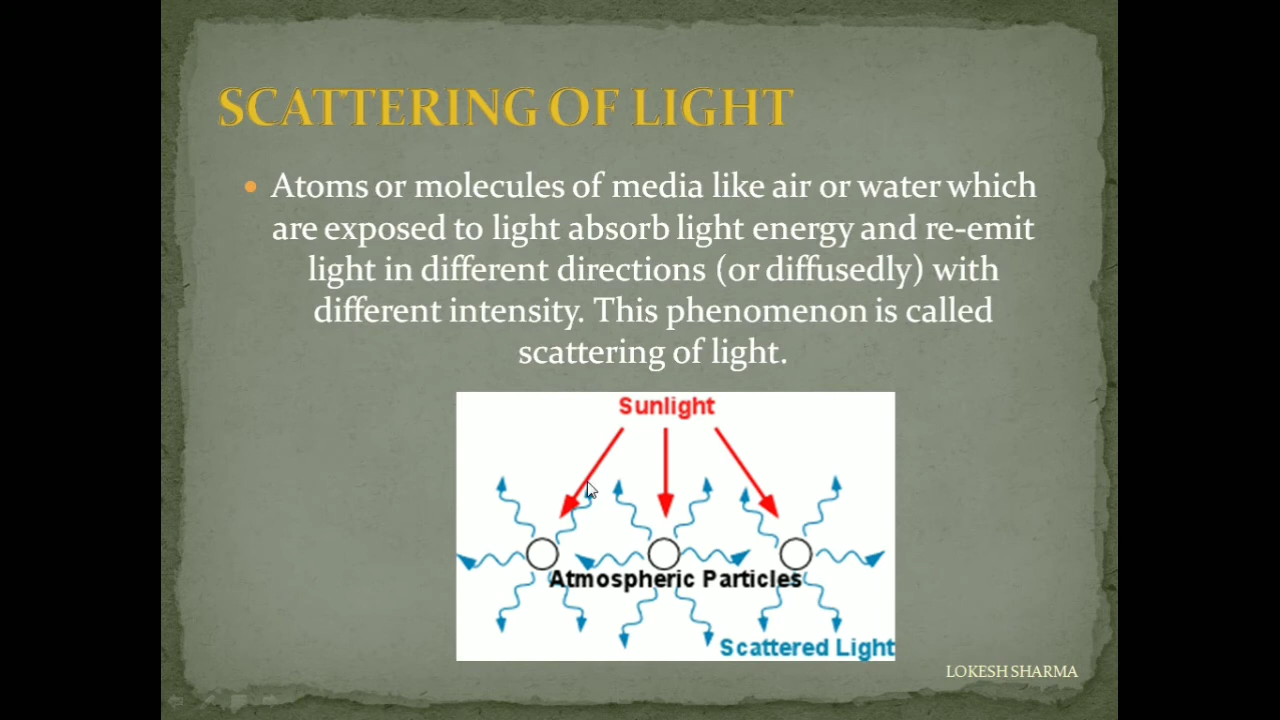 SCATTERING OF LIGHT
Atoms or molecules of media like air or water which
are exposed to light absorb light energy and re-emit
light in different directions (or diffusedly) with
different intensity. This phenomenon is called
scattering of light.
Sunlight
Atmospheric Particles
Scattered Light
LOKESH SHARMA